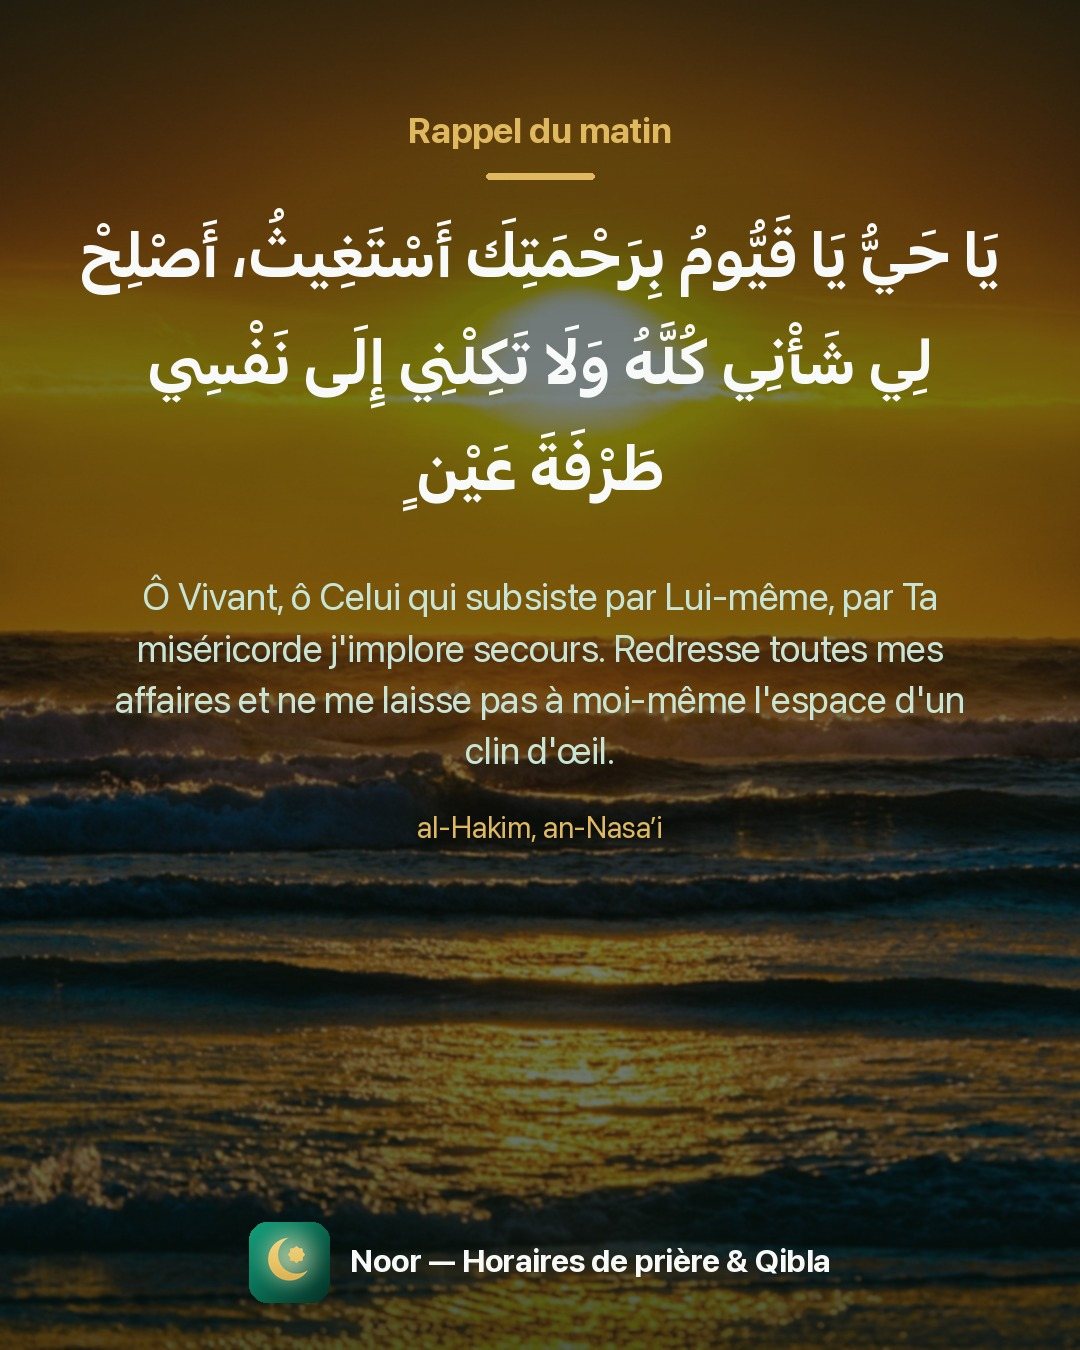 Rappel du matin
يَا حَيُّ يَا قَيُّومُ بِرَحْمَتِكَ أَسْتَغِيثُ، أَصْلِحْ
لِي شَأْنِي كُلَّهُ وَلَا تَكِلْنِي إِلَى نَفْسِي
طَرْفَةَ عَيْنٍ
Ô Vivant, ô Celui qui subsiste par Lui-même, par Ta
miséricorde j'implore secours. Redresse toutes mes
affaires et ne me laisse pas à moi-même l'espace d'un
clin d'œil.
al-Hakim, an-Nasa’i
Noor — Horaires de prière & Qibla